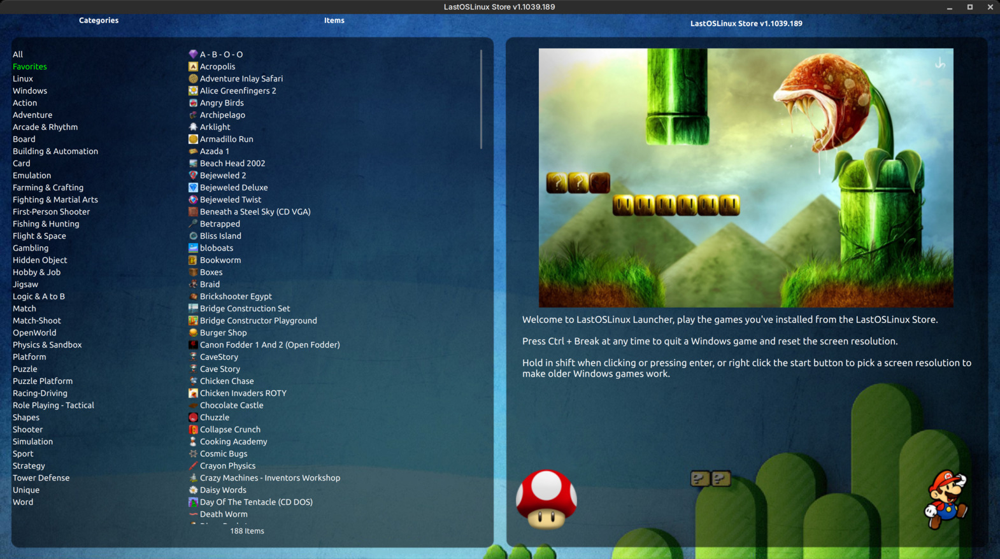 LastOSLinux Store v1.1039.189
Categories
Items
LastOSLinux Store v1.1039.189
All
Favorites
Linux
Windows
Action
Adventure
Arcade & Rhythm
Board
Building & Automation
Card
Emulation
Farming & Crafting
Fighting & Martial Arts
First-Person Shooter
Fishing & Hunting
Flight & Space
Gambling
Hidden Object
Hobby & Job
Jigsaw
Logic & A to B
Match
Match-Shoot
OpenWorld
Physics & Sandbox
Platform
Puzzle
Puzzle Platform
Racing-Driving
Role Playing - Tactical
Shapes
Shooter
Simulation
Sport
Strategy
Tower Defense
Unique
Word
A - B - O - O
Acropolis
Adventure Inlay Safari
Alice Greenfingers 2
Angry Birds
Archipelago
Arklight
Armadillo Run
Azada 1
Beach Head 2002
Bejeweled 2
Bejeweled Deluxe
Bejeweled Twist
Beneath a Steel Sky (CD VGA)
Betrapped
Bliss Island
bloboats
Bookworm
Boxes
Braid
Brickshooter Egypt
Bridge Construction Set
Bridge Constructor Playground
Burger Shop
Canon Fodder 1 And 2 (Open Fodder)
CaveStory
Cave Story
Chicken Chase
Chicken Invaders ROTY
Chocolate Castle
Chuzzle
Collapse Crunch
Cooking Academy
Cosmic Bugs
Crayon Physics
Crazy Machines - Inventors Workshop
Daisy Words
Day Of The Tentacle (CD DOS)
Death Worm
188 Items
Welcome to LastOSLinux Launcher, play the games you've installed from the LastOSLinux Store.
Press Ctrl + Break at any time to quit a Windows game and reset the screen resolution.
Hold in shift when clicking or pressing enter, or right click the start button to pick a screen resolution to
make older Windows games work.